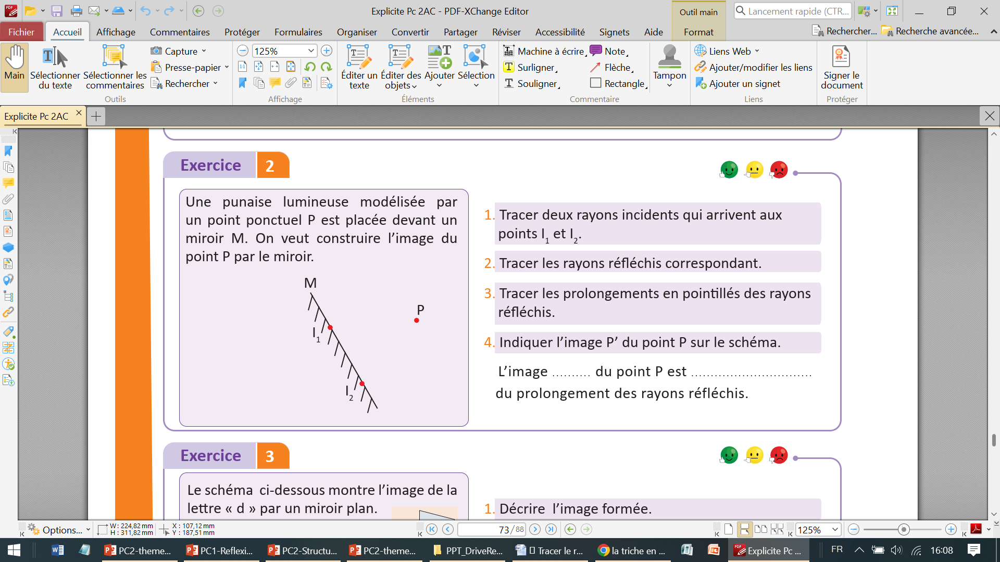 Explicite Pc 2AC - PDF-XChange Editor
Outil main
Lancement rapide (CTR...
Fichier
Accueil
Affichage
Commentaires
Protéger
Formulaires
Organiser
Convertir
Partager
Réviser
Accessibilité
Signets
Aide
Format
Rechercher...
Recherche avancée...
Main
Sélectionner du texte
Sélectionner les commentaires
Capture
Presse-papier
Rechercher
Outils
125%
Affichage
Éditer un texte
Éditer des objets
Ajouter
Sélection
Éléments
Machine à écrire
Surligner
Souligner
Note
Flèche
Rectangle
Commentaire
Tampon
Liens Web
Ajouter/modifier les liens
Ajouter un signet
Liens
Signer le document
Protéger
Explicite Pc 2AC
Exercice 2
Une punaise lumineuse modélisée par
un point ponctuel P est placée devant un
miroir M. On veut construire l’image du
point P par le miroir.
M
P
I1
I2
1. Tracer deux rayons incidents qui arrivent aux
points I1 et I2.
2. Tracer les rayons réfléchis correspondant.
3. Tracer les prolongements en pointillés des rayons
réfléchis.
4. Indiquer l’image P’ du point P sur le schéma.
L’image .......... du point P est ...............................
du prolongement des rayons réfléchis.
Exercice 3
Le schéma ci-dessous montre l’image de la
lettre « d » par un miroir plan.
1. Décrire l’image formée.
Options...
W : 224,82 mm
H : 311,82 mm
X : 107,12 mm
Y : 187,51 mm
73 / 88
125%
PC2-theme...
PC1-Reflexi...
PC2-Structu...
PC2-theme...
PPT_DriveRe...
Tracer le r...
la triche en ...
Explicite Pc ...
FR
16:08